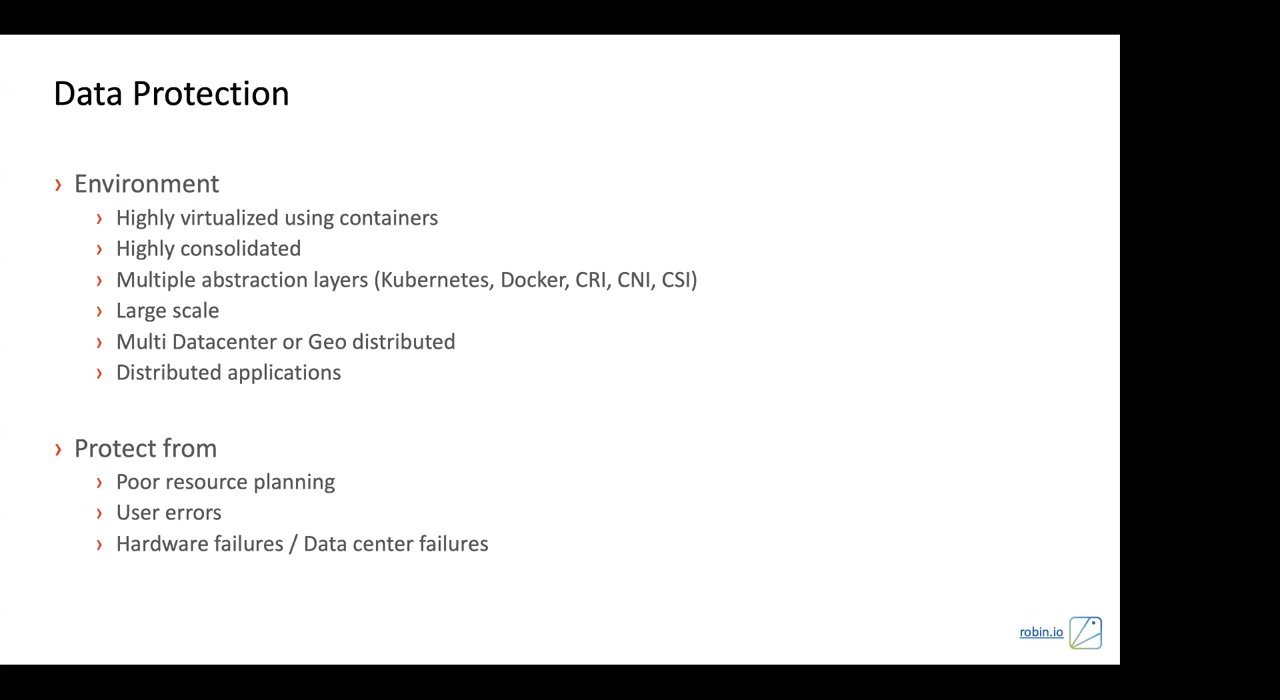 Data Protection
› Environment
› Highly virtualized using containers
› Highly consolidated
› Multiple abstraction layers (Kubernetes, Docker, CRI, CNI, CSI)
› Large scale
› Multi Datacenter or Geo distributed
› Distributed applications
› Protect from
› Poor resource planning
› User errors
› Hardware failures / Data center failures
robin.io